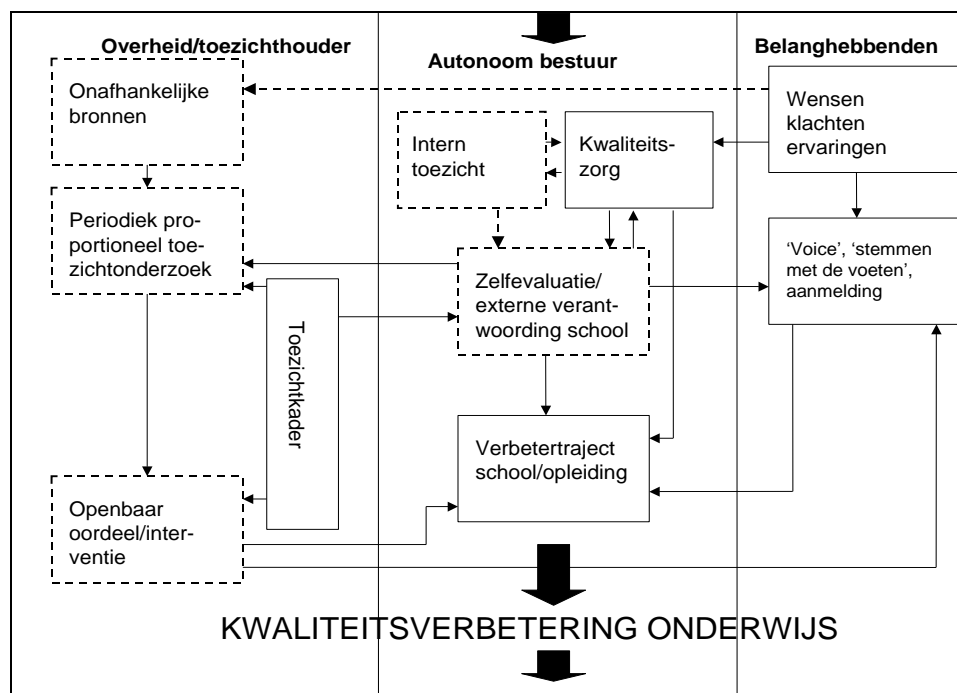 Overheid/toezichthouder
Onafhankelijke
bronnen
Periodiek pro-
portioneel toe-
zichtonderzoek
Toezichtkader
Openbaar
oordeel/inter-
ventie
Autonoom bestuur
Intern
toezicht
Kwaliteits-
zorg
Zelfevaluatie/
externe verant-
woording school
Verbetertraject
school/opleiding
Belanghebbenden
Wensen
klachten
ervaringen
‘Voice’, ‘stemmen
met de voeten’,
aanmelding
KWALITEITSVERBETERING ONDERWIJS